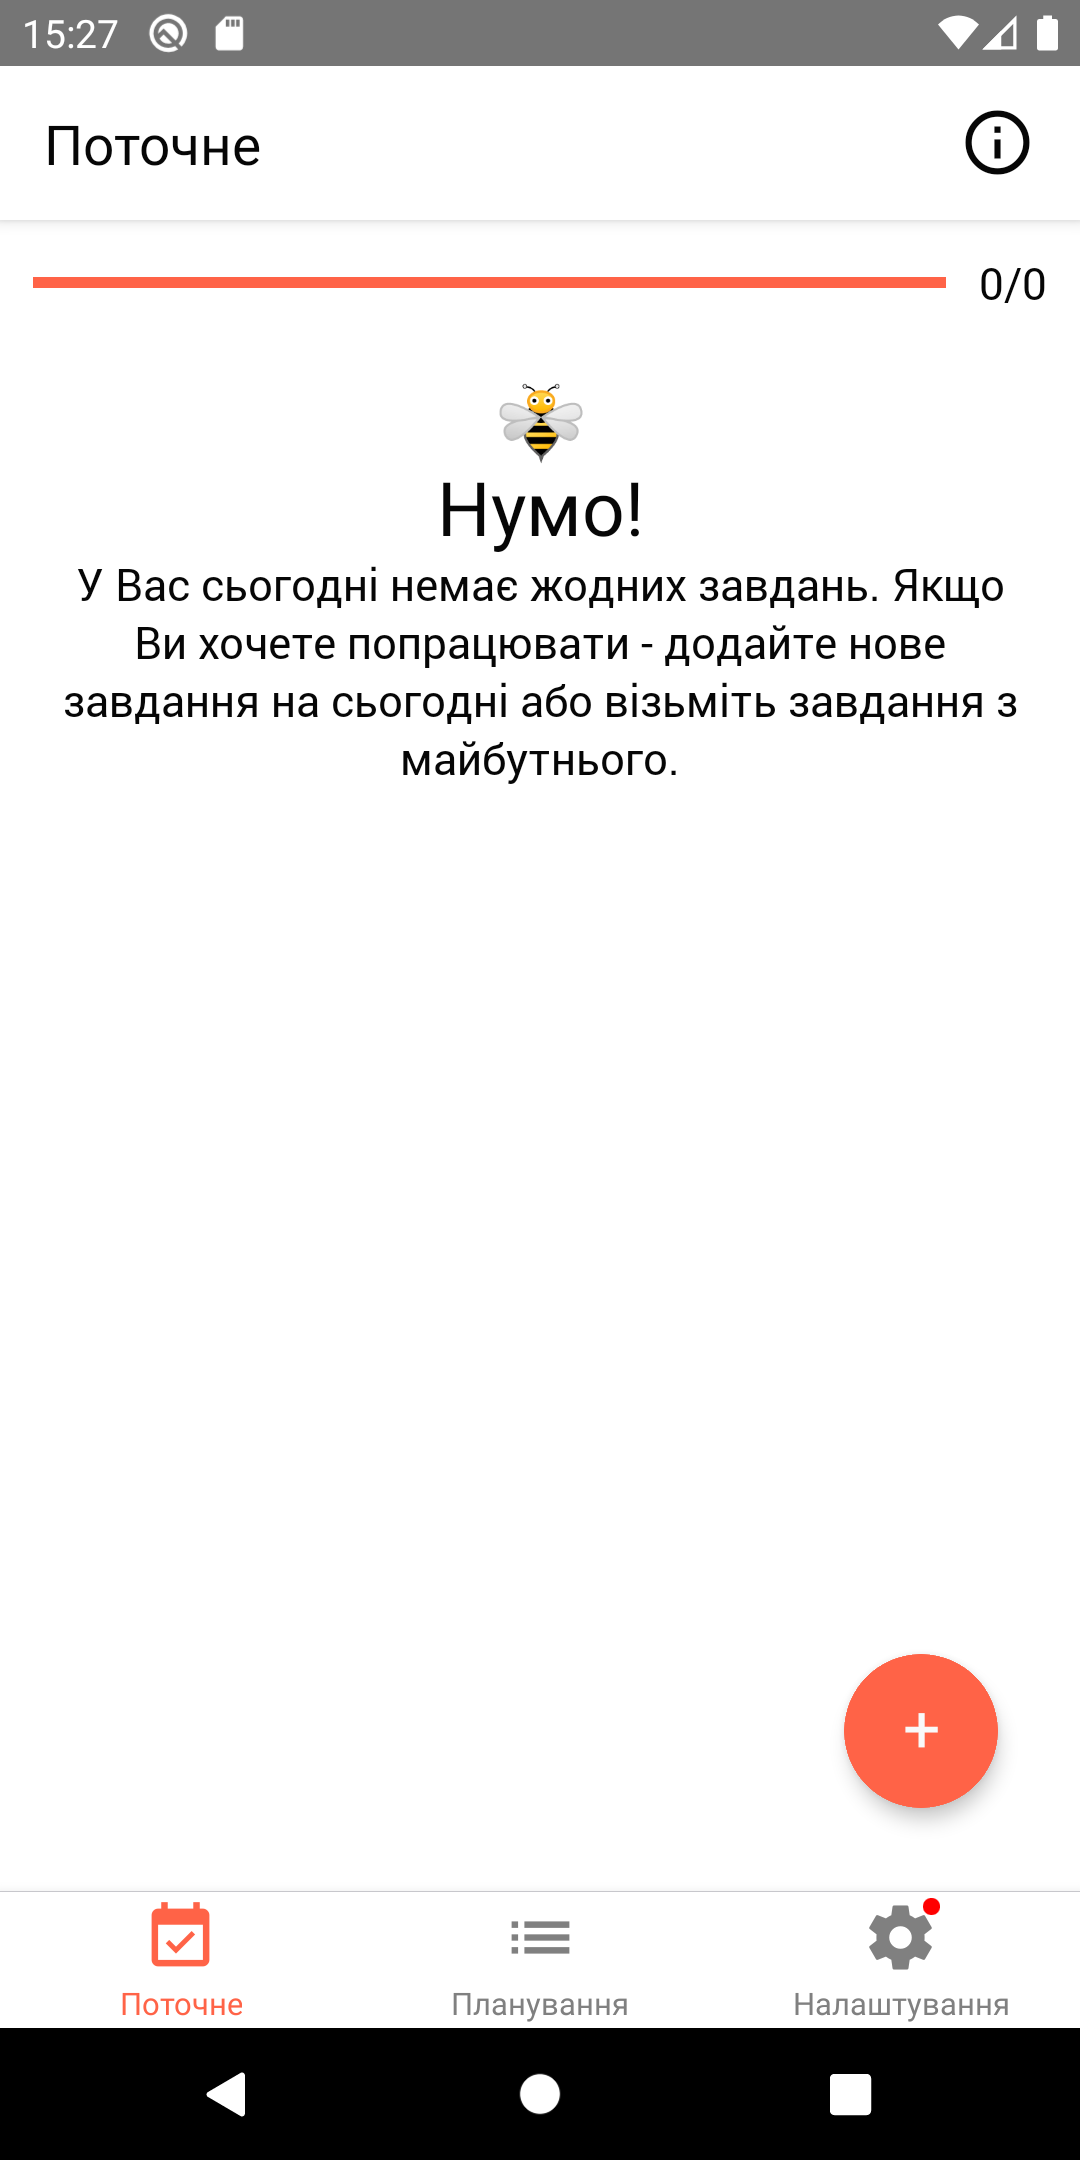 15:27
Поточне
0/0
Нумо!
У Вас сьогодні немає жодних завдань. Якщо
Ви хочете попрацювати - додайте нове
завдання на сьогодні або візьміть завдання з
майбутнього.
+
Поточне
Планування
Налаштування